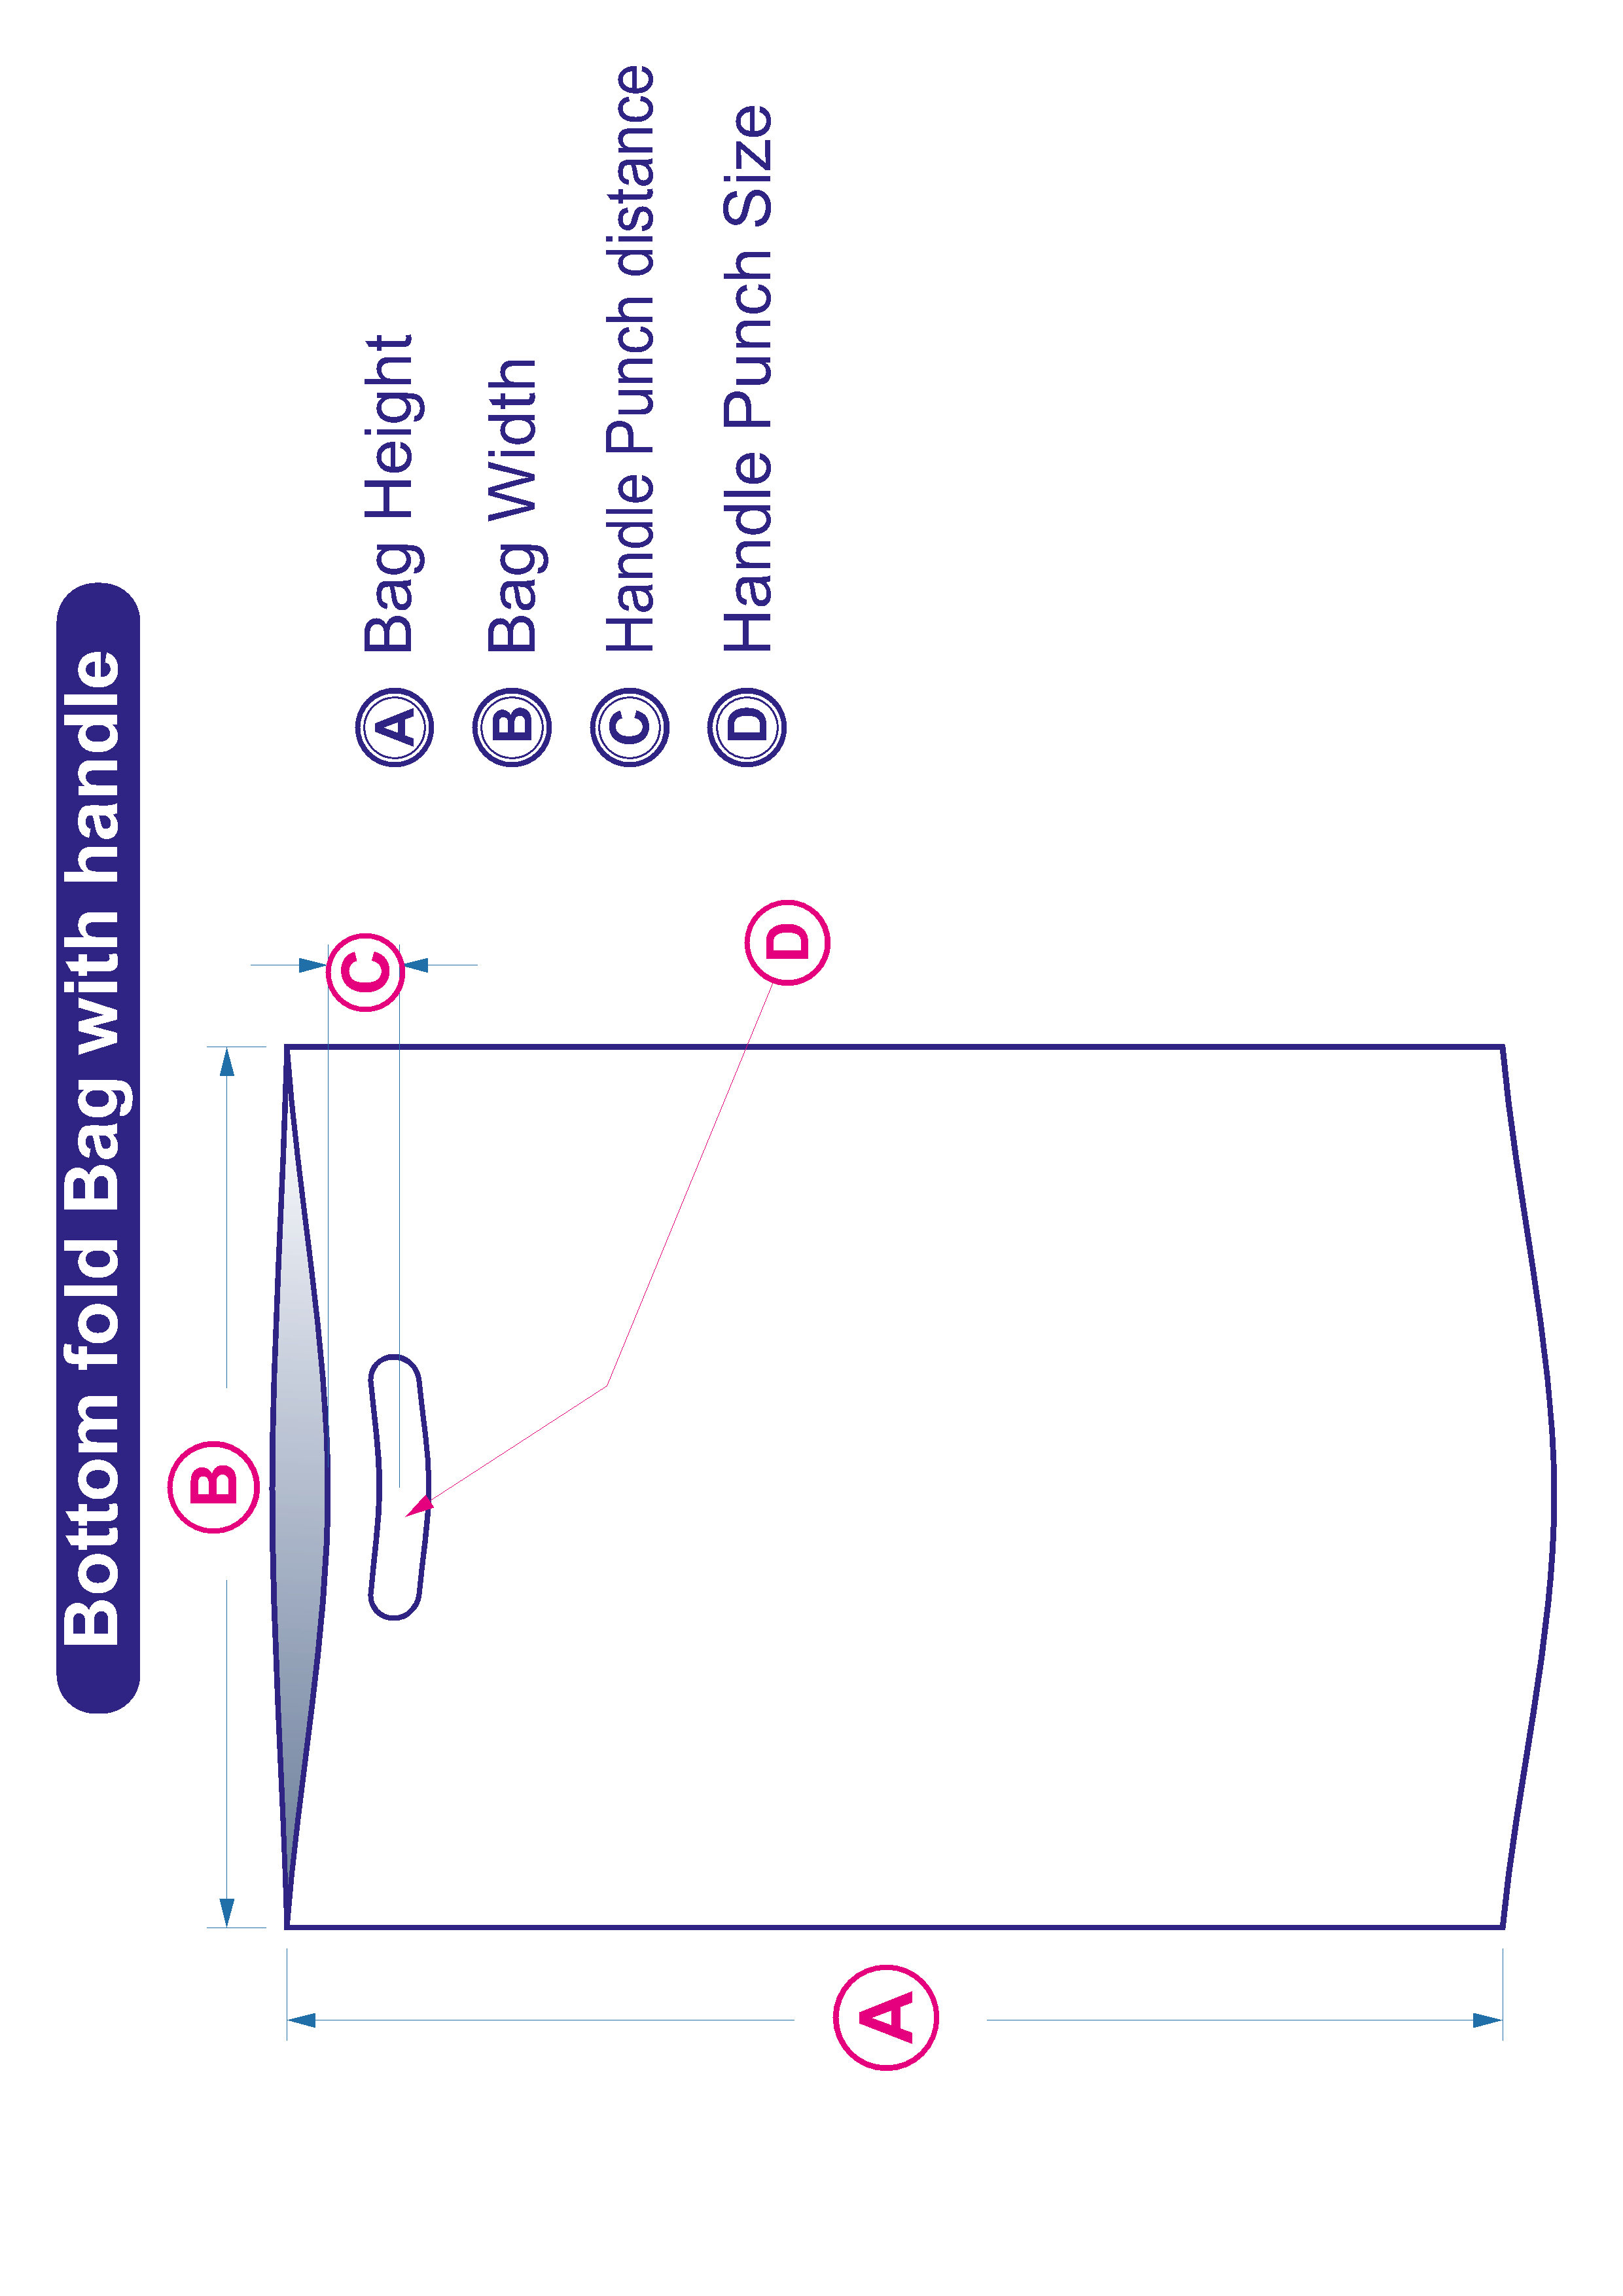 Bottom fold Bag with handle
B
C
A Bag Height
B Bag Width
C Handle Punch distance
D Handle Punch Size
D
A